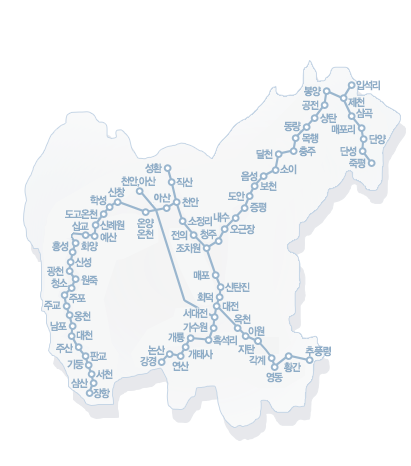 입석리
봉양
제천
공전
삼곡
삼탄
매포리
동량
단양
목행
달천
충주
단성
죽령
성환
소이
음성
천안,아산
직산
보천
신창
아산
도안
학성
천안
증평
도고온천
내수
소정리
오근장
삽교
신례원
온양
온천
전의
청주
예산
조치원
홍성
화양
신성
광천
매포
원죽
청소
신탄진
주포
회덕
주교
대전
웅천
서대전
옥천
남포
가수원
이원
대천
개룡
흑석리
지탄
주산
논산
개태사
추풍령
판교
각계
강경
연산
황간
기동
영동
서천
삼산
장항